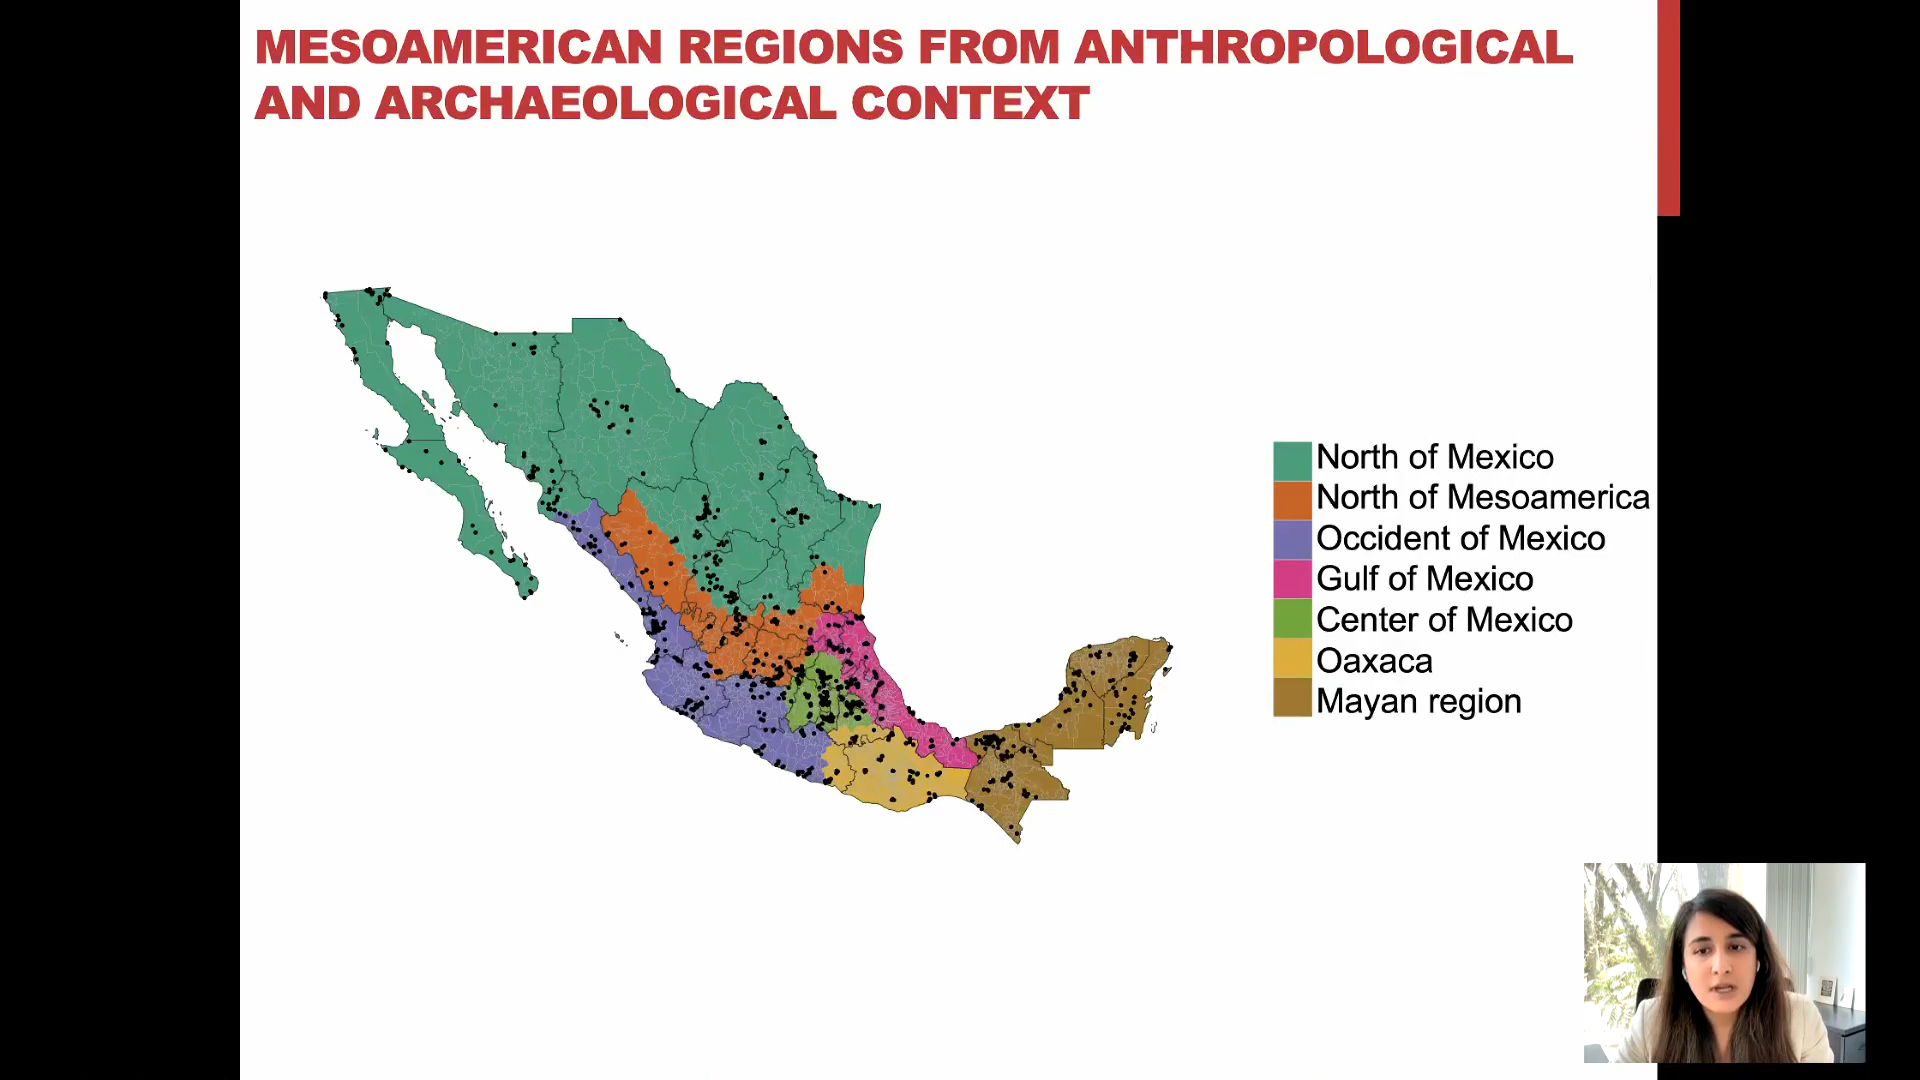 MESOAMERICAN REGIONS FROM ANTHROPOLOGICAL
AND ARCHAEOLOGICAL CONTEXT
North of Mexico
North of Mesoamerica
Occident of Mexico
Gulf of Mexico
Center of Mexico
Oaxaca
Mayan region